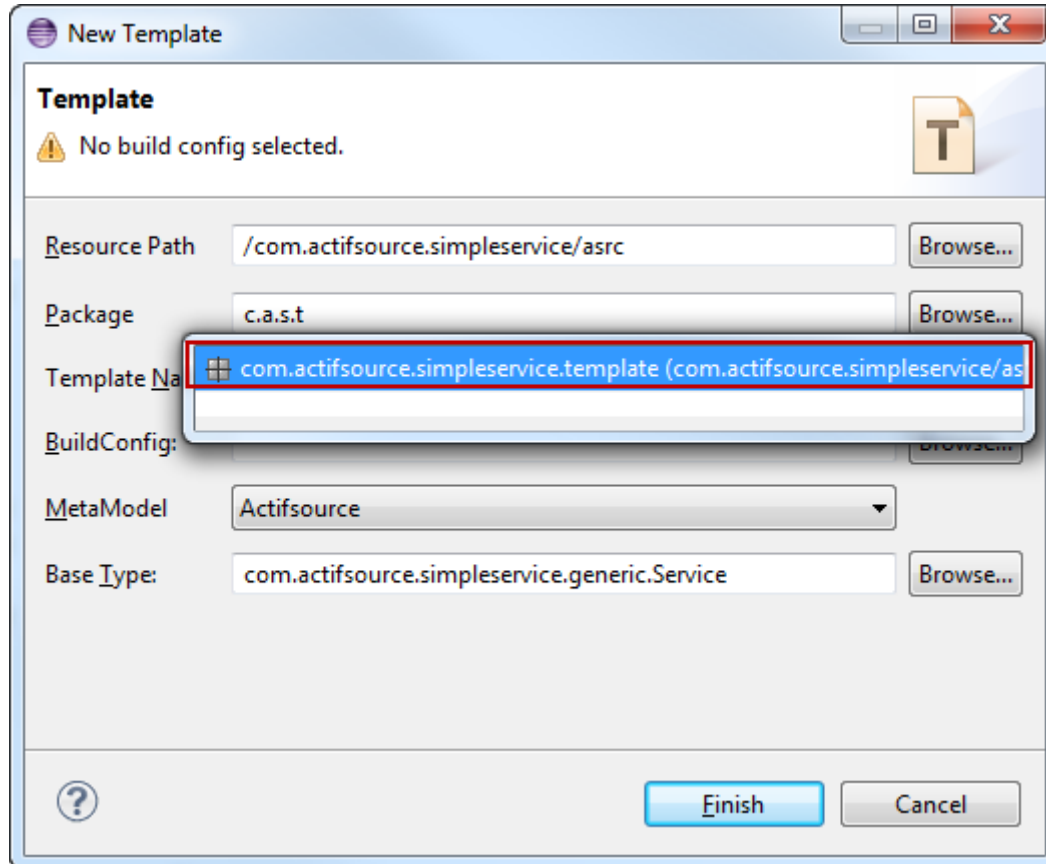 New Template
Template
No build config selected.
T
Resource Path /com.actifsource.simpleservice/asrc Browse...
Package c.a.s.t Browse...
Template Na com.actifsource.simpleservice.template (com.actifsource.simpleservice/as
BuildConfig: Browse...
MetaModel Actifsource
Base Type: com.actifsource.simpleservice.generic.Service Browse...
? Finish Cancel